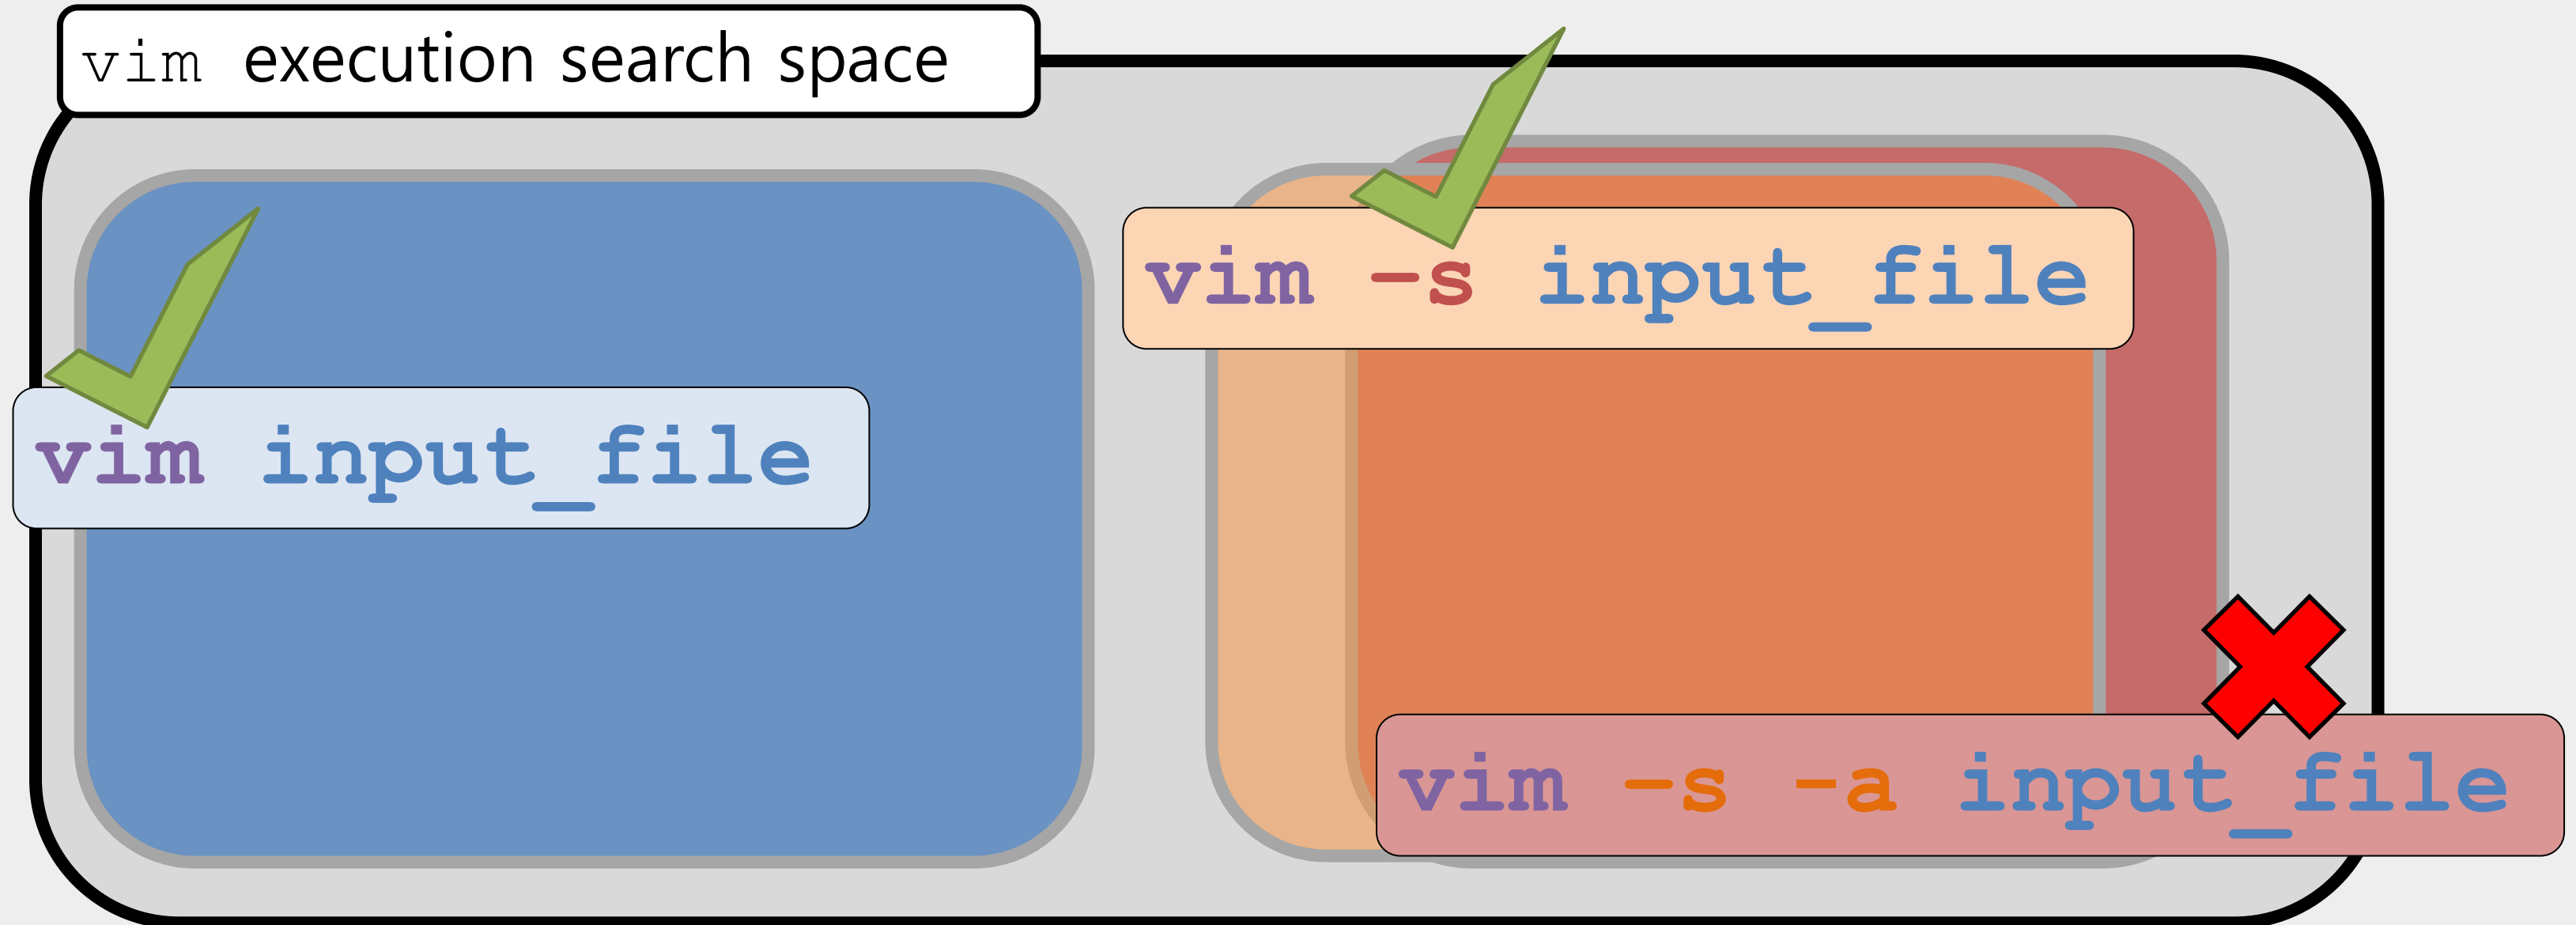 vim execution search space
vim -s input_file
vim input_file
vim -s -a input_file